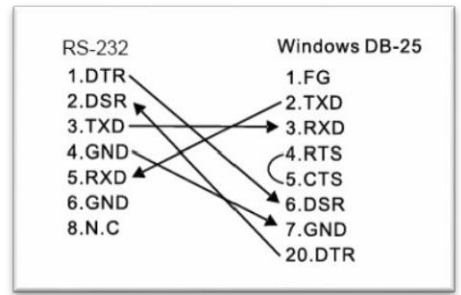 RS-232
1.DTR
2.DSR
3.TXD
4.GND
5.RXD
6.GND
8.N.C
Windows DB-25
1.FG
2.TXD
3.RXD
4.RTS
5.CTS
6.DSR
7.GND
20.DTR